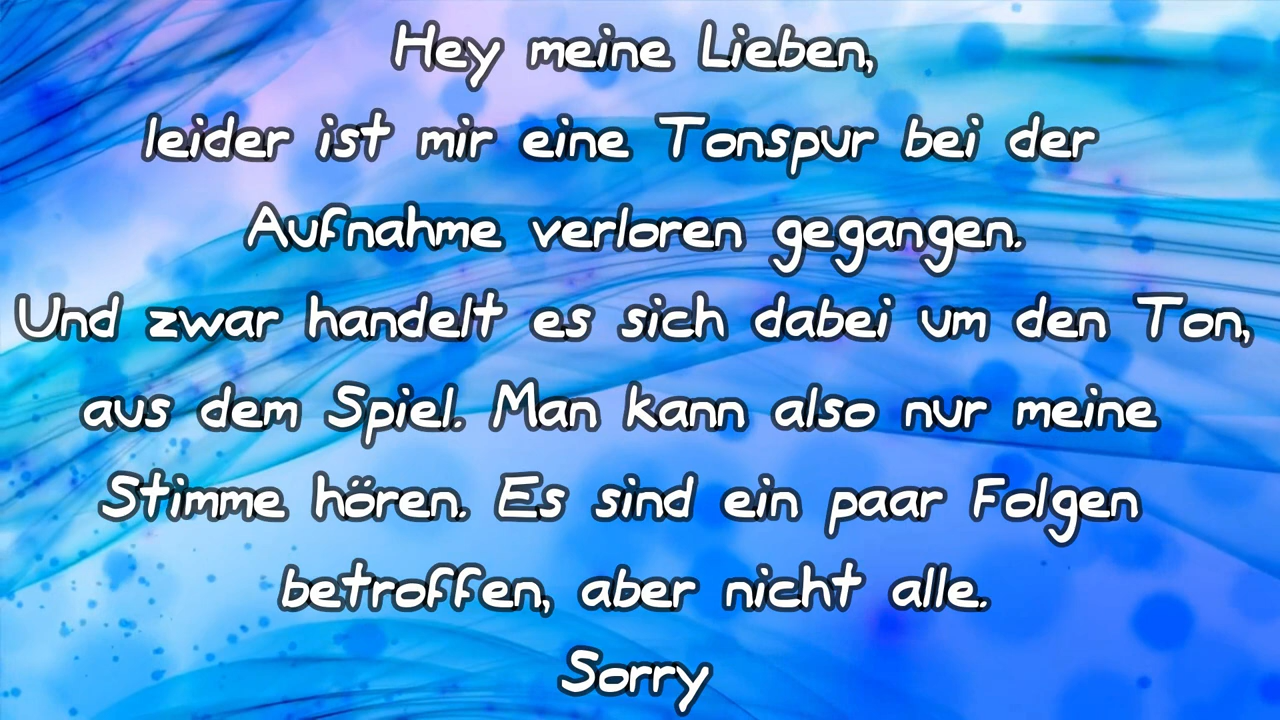 Hey meine Lieben,
leider ist mir eine Tonspur bei der
Aufnahme verloren gegangen.
Und zwar handelt es sich dabei um den Ton,
aus dem Spiel. Man kann also nur meine
Stimme hören. Es sind ein paar Folgen
betroffen, aber nicht alle.
Sorry